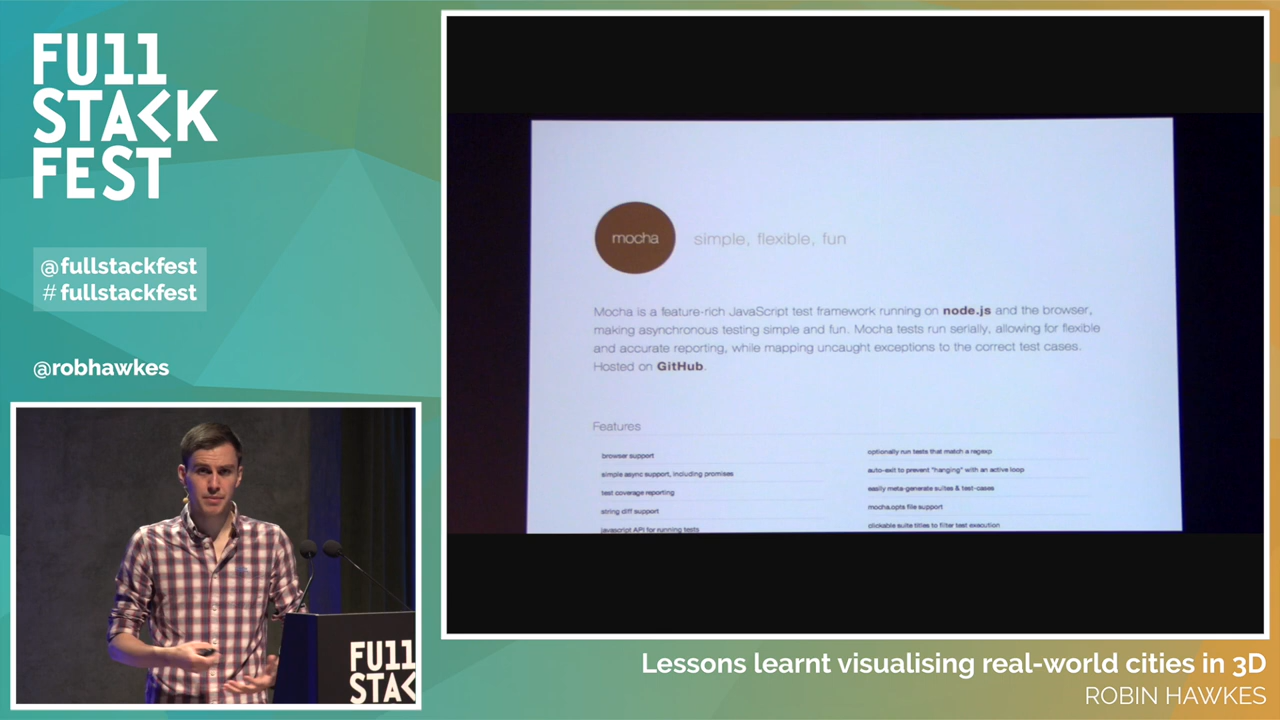 FU11
STACK
FEST
@fullstackfest
# fullstackfest
@robhawkes
FU11
STACK
mocha
simple, flexible, fun
Mocha is a feature-rich JavaScript test framework running on node.js and the browser,
making asynchronous testing simple and fun. Mocha tests run serially, allowing for flexible
and accurate reporting, while mapping uncaught exceptions to the correct test cases.
Hosted on GitHub.
Features
browser support
simple async support, including promises
test coverage reporting
string diff support
javascript API for running tests
optionally run tests that match a regexp
auto-exit to prevent "hanging" with an active loop
easily meta-generate suites & test-cases
mocha.opts file support
clickable suite titles to filter test execution
Lessons learnt visualising real-world cities in 3D
ROBIN HAWKES